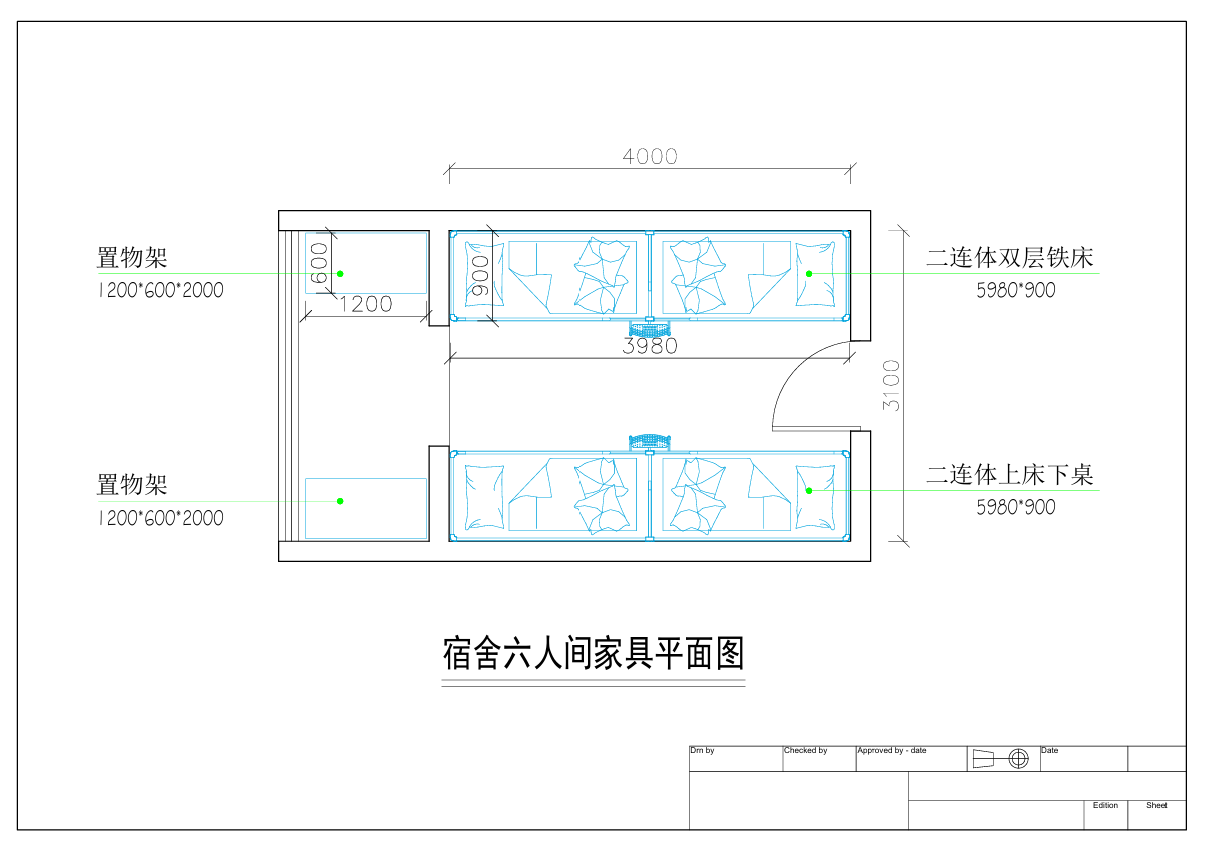 4000
置物架
1200*600*2000
600
1200
900
二连体双层铁床
5980*900
3980
3100
置物架
1200*600*2000
二连体上床下桌
5980*900
宿舍六人间家具平面图
Drn by
Checked by
Approved by - date
Date
Edition
Sheet